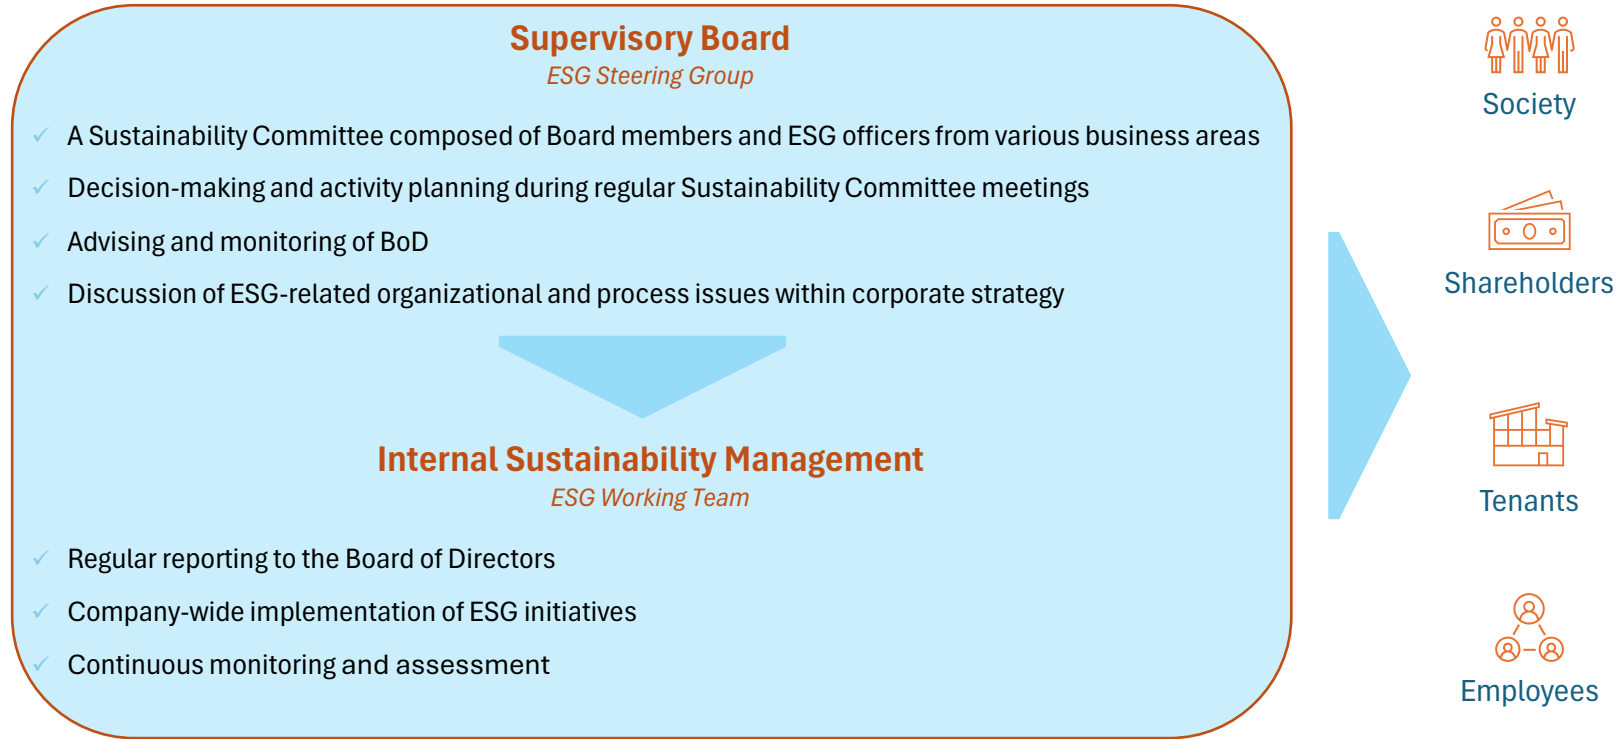 Supervisory Board
ESG Steering Group
A Sustainability Committee composed of Board members and ESG officers from various business areas
Decision-making and activity planning during regular Sustainability Committee meetings
Advising and monitoring of BoD
Discussion of ESG-related organizational and process issues within corporate strategy
Internal Sustainability Management
ESG Working Team
Regular reporting to the Board of Directors
Company-wide implementation of ESG initiatives
Continuous monitoring and assessment
Society
Shareholders
Tenants
Employees